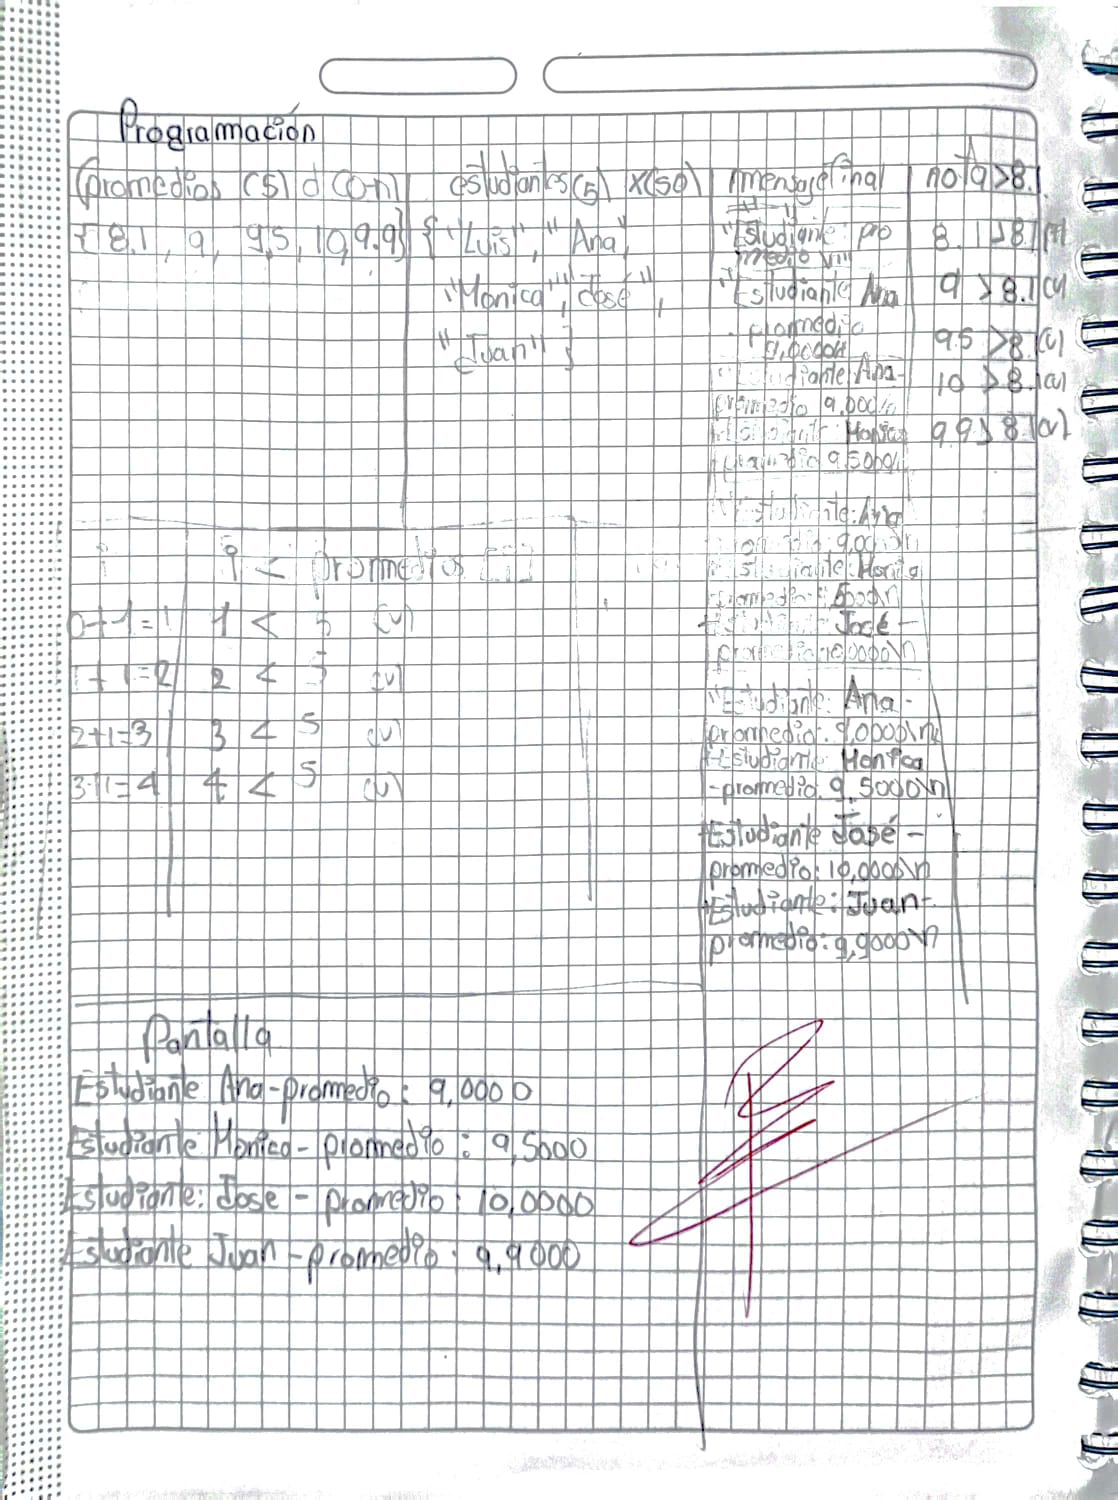 Programación
promedios (5) d(0-n)
{8.1, 9, 9.5, 10, 9.9}
estudiantes(5) x(50)
{"Luis", "Ana",
"Monica", "José",
"Juan"}
mensajefinal
"Estudiante: pro
medio \n"
"Estudiante Ana
- promedio
9,0000\n
Estudiante: Ana-
promedio 9,000\n
Monica
promedio 9,5000\n
Estudiante: Ana
9,00\n
Estudiante: Monica
promedio:
José -
promedio:10,0000\n
"Estudiante: Ana -
promedio: 9,0000\n
+Estudiante: Monica
-promedio: 9,5000\n
+Estudiante José -
promedio: 10,0000\n
+Estudiante: Juan-
promedio: 9,9000\n
nota>8.1
8.1>8.1
9 >8.1(v)
9.5 >8.1(v)
10 >8.1(v)
9.9>8.1(v)
i
i < promedios
0+1=1
1 < 5 (v)
1+1=2
2 < 5 (v)
2+1=3
3 < 5 (v)
3+1=4
4 < 5 (v)
Pantalla
Estudiante Ana-promedio: 9,0000
Estudiante Monica- promedio: 9,5000
Estudiante: Jose - promedio: 10,0000
Estudiante Juan -promedio: 9,9000